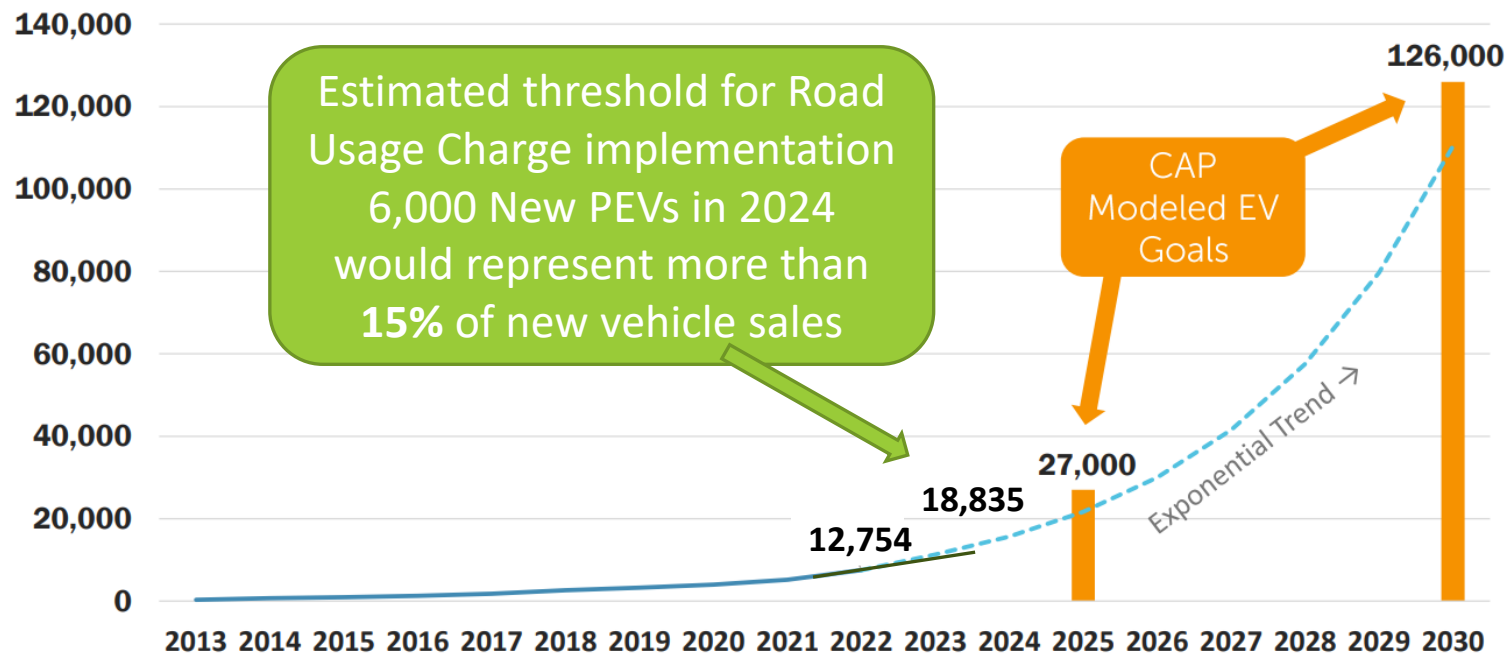 140,000
120,000
100,000
80,000
60,000
40,000
20,000
0
Estimated threshold for Road
Usage Charge implementation
6,000 New PEVs in 2024
would represent more than
15% of new vehicle sales
CAP
Modeled EV
Goals
126,000
27,000
18,835
12,754
Exponential Trend →
2013 2014 2015 2016 2017 2018 2019 2020 2021 2022 2023 2024 2025 2026 2027 2028 2029 2030